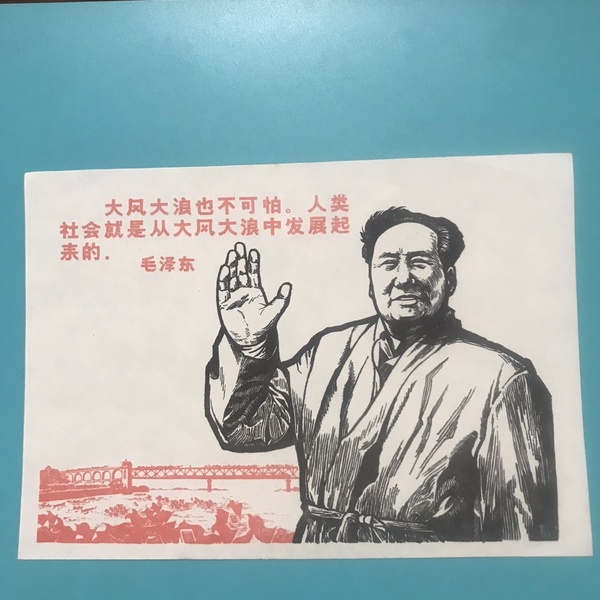 大风大浪也不可怕。人类
社会就是从大风大浪中发展起
来的.
毛泽东